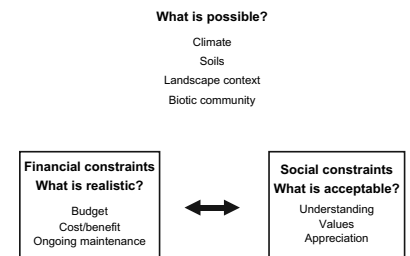 What is possible?
Climate
Soils
Landscape context
Biotic community
Financial constraints
What is realistic?
Budget
Cost/benefit
Ongoing maintenance
Social constraints
What is acceptable?
Understanding
Values
Appreciation